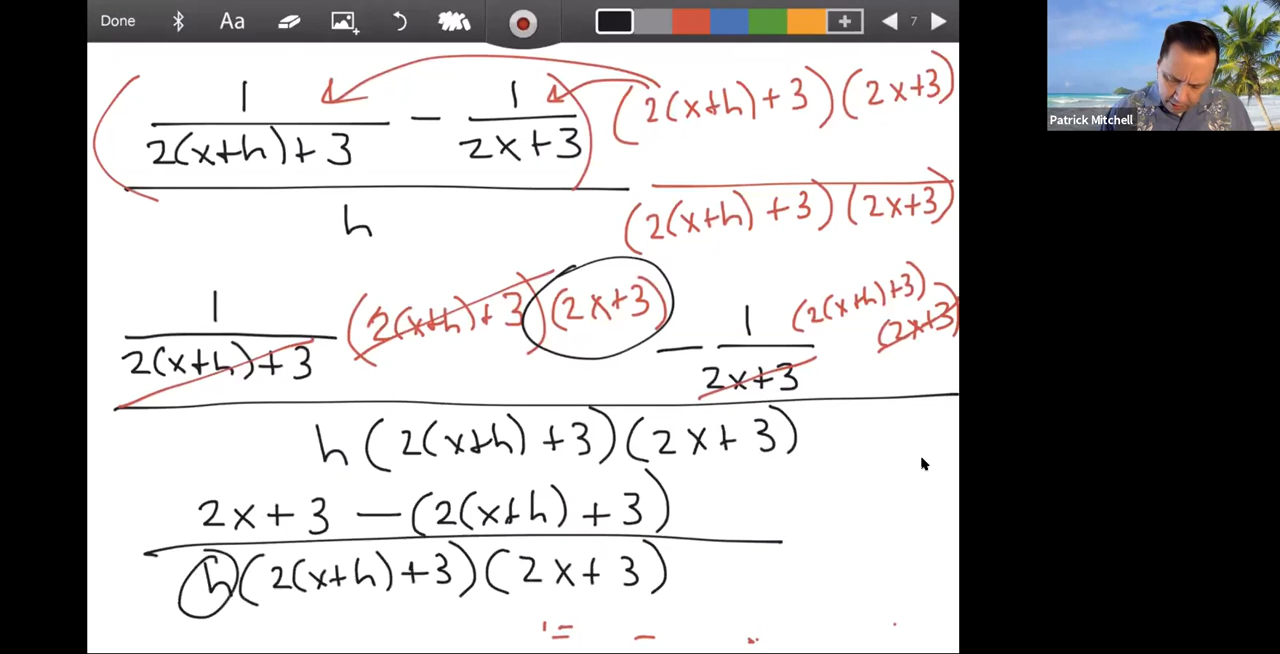 Done Aa 7
1 / (2(x+h)+3) − 1 / (2x+3) (2(x+h)+3)(2x+3)
h (2(x+h)+3)(2x+3)
1 / (2(x+h)+3) (2(x+h)+3)(2x+3) − 1 / (2x+3) (2(x+h)+3)(2x+3)
h(2(x+h)+3)(2x+3)
2x+3 −(2(x+h)+3)
h(2(x+h)+3)(2x+3)
Patrick Mitchell